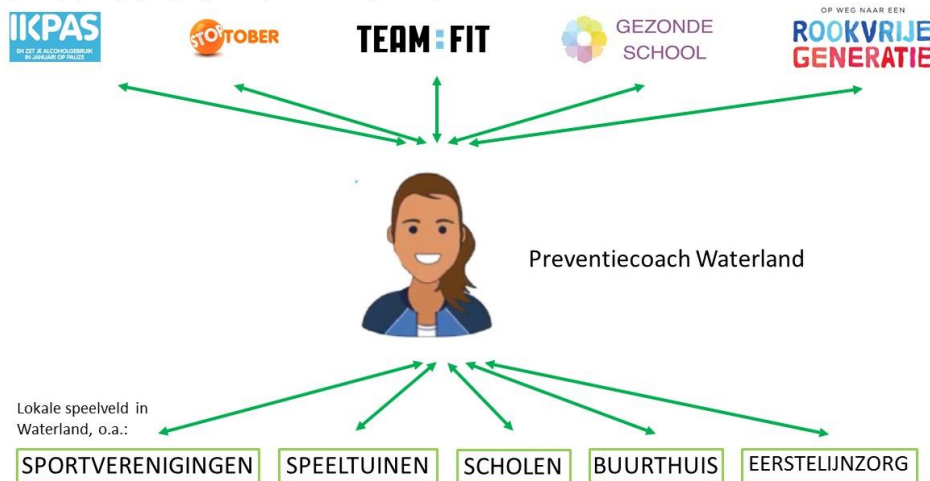 IKPAS
EN ZET JE ALCOHOLGEBRUIK
IN JANUARI OP PAUZE
STOPTOBER
TEAM:FIT
GEZONDE
SCHOOL
OP WEG NAAR EEN
ROOKVRIJE
GENERATIE
Preventiecoach Waterland
Lokale speelveld in
Waterland, o.a.:
SPORTVERENIGINGEN
SPEELTUINEN
SCHOLEN
BUURTHUIS
EERSTELIJNZORG